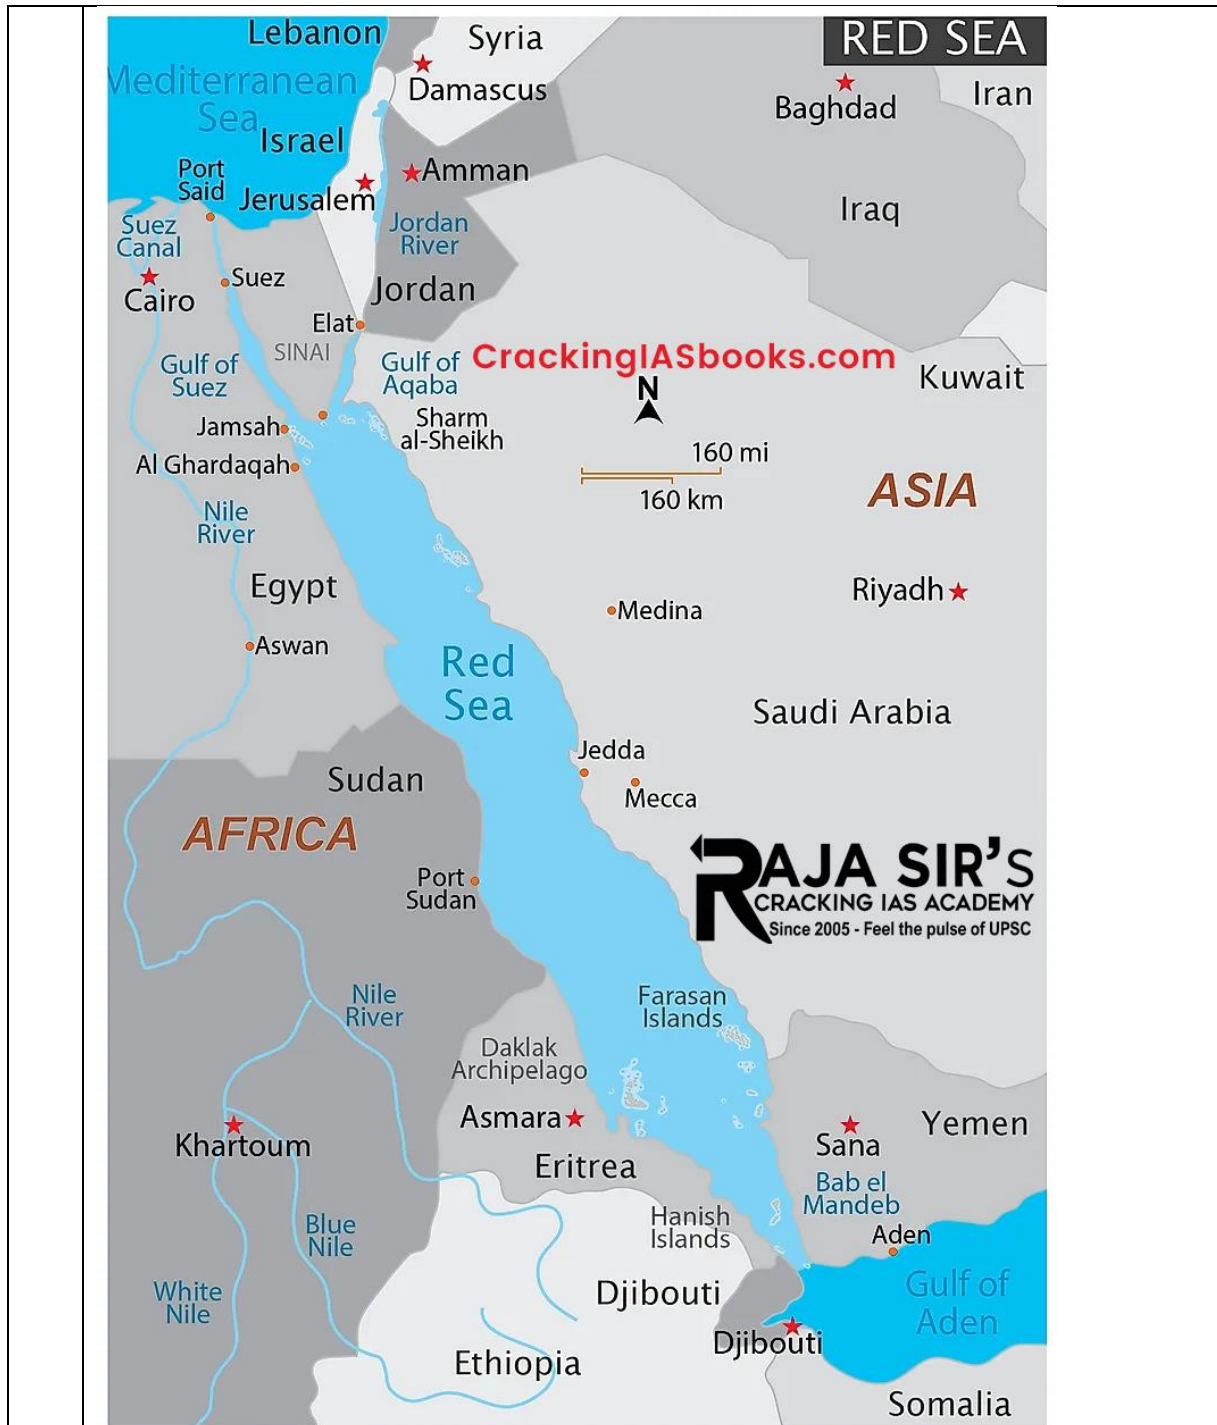 RED SEA
Lebanon
Syria
Mediterranean
Sea
Damascus
Baghdad
Iran
Israel
Port
Said
Jerusalem
Amman
Iraq
Suez
Canal
Jordan
River
Suez
Cairo
Jordan
Elat
SINAI
Gulf of
Suez
Gulf of
Aqaba
CrackingIASbooks.com
Kuwait
N
Jamsah
Sharm
al-Sheikh
160 mi
160 km
Al Ghardaqah
ASIA
Nile
River
Egypt
Riyadh
Medina
Aswan
Red
Sea
Saudi Arabia
Jedda
Mecca
Sudan
AFRICA
Port
Sudan
RAJA SIR'S
CRACKING IAS ACADEMY
Since 2005 - Feel the pulse of UPSC
Nile
River
Farasan
Islands
Daklak
Archipelago
Asmara
Khartoum
Eritrea
Sana
Yemen
Bab el
Mandeb
Hanish
Islands
Aden
Blue
Nile
White
Nile
Djibouti
Gulf of
Aden
Djibouti
Ethiopia
Somalia